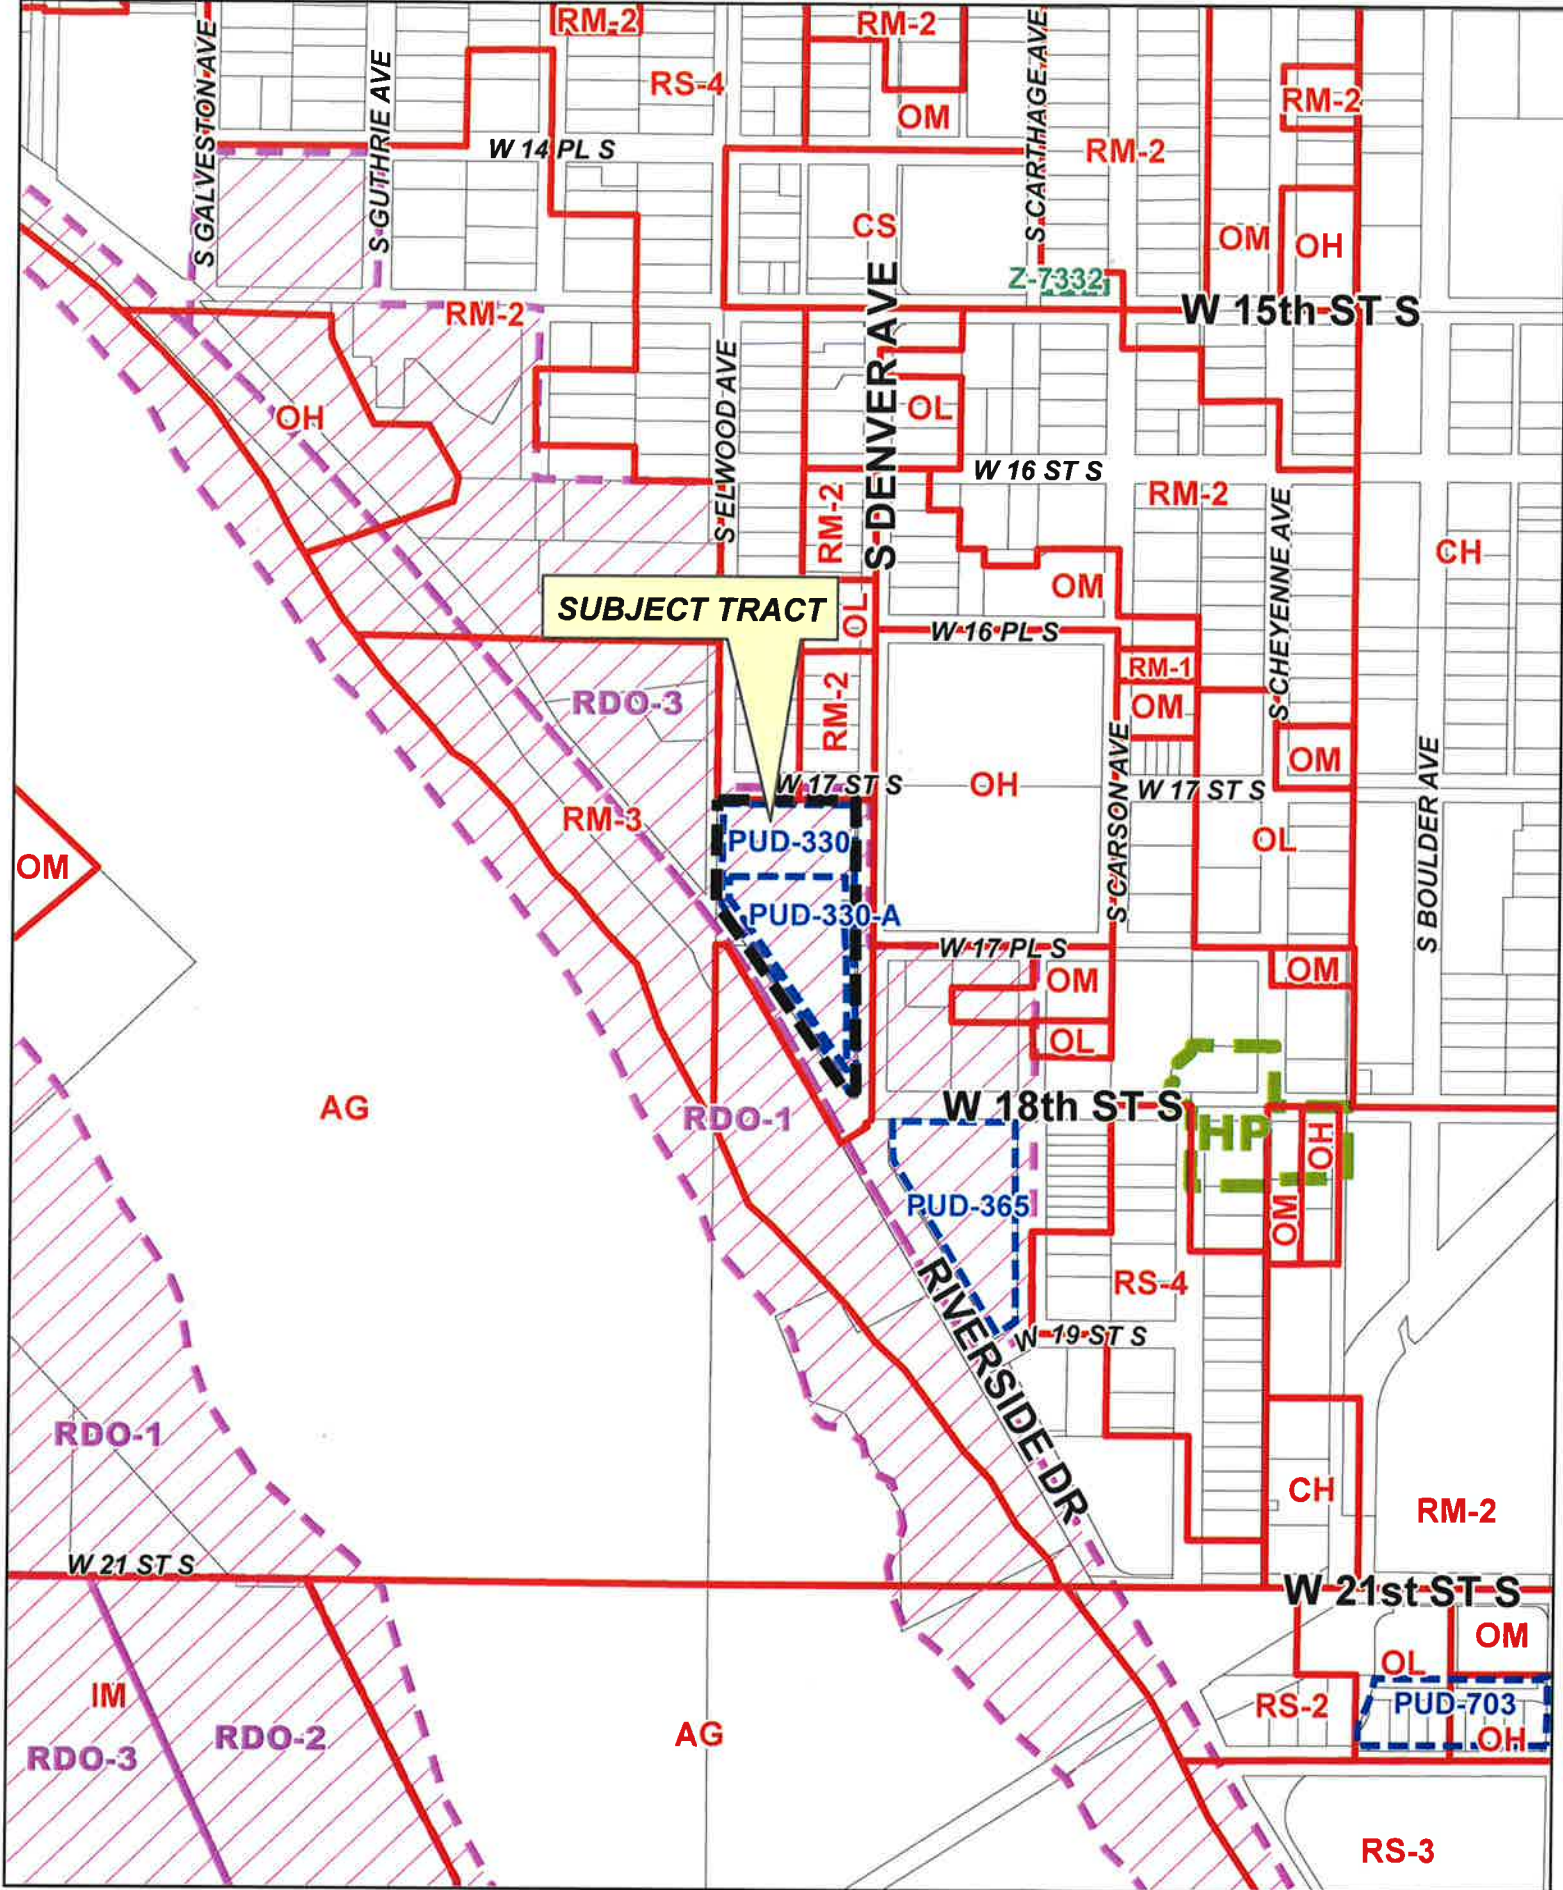 RM-2
RM-2
S GALVESTON AVE
S GUTHRIE AVE
RS-4
OM
S CARTHAGE AVE
RM-2
RM-2
W 14 PL S
CS
OM
OH
Z-7332
RM-2
W 15th ST S
OH
S ELWOOD AVE
S DENVER AVE
OL
W 16 ST S
RM-2
RM-2
S CHEYENNE AVE
CH
OM
SUBJECT TRACT
OL
W 16 PL S
RM-1
RDO-3
RM-2
OM
OM
W 17 ST S
OH
S CARSON AVE
W 17 ST S
S BOULDER AVE
RM-3
PUD-330
OL
OM
PUD-330-A
W 17 PL S
OM
OM
OL
AG
RDO-1
W 18th ST S
HP
OH
PUD-365
OM
RS-4
RIVERSIDE DR
W 19 ST S
RDO-1
CH
RM-2
W 21 ST S
W 21st ST S
OM
OL
IM
RS-2
PUD-703
RDO-2
AG
OH
RDO-3
RS-3